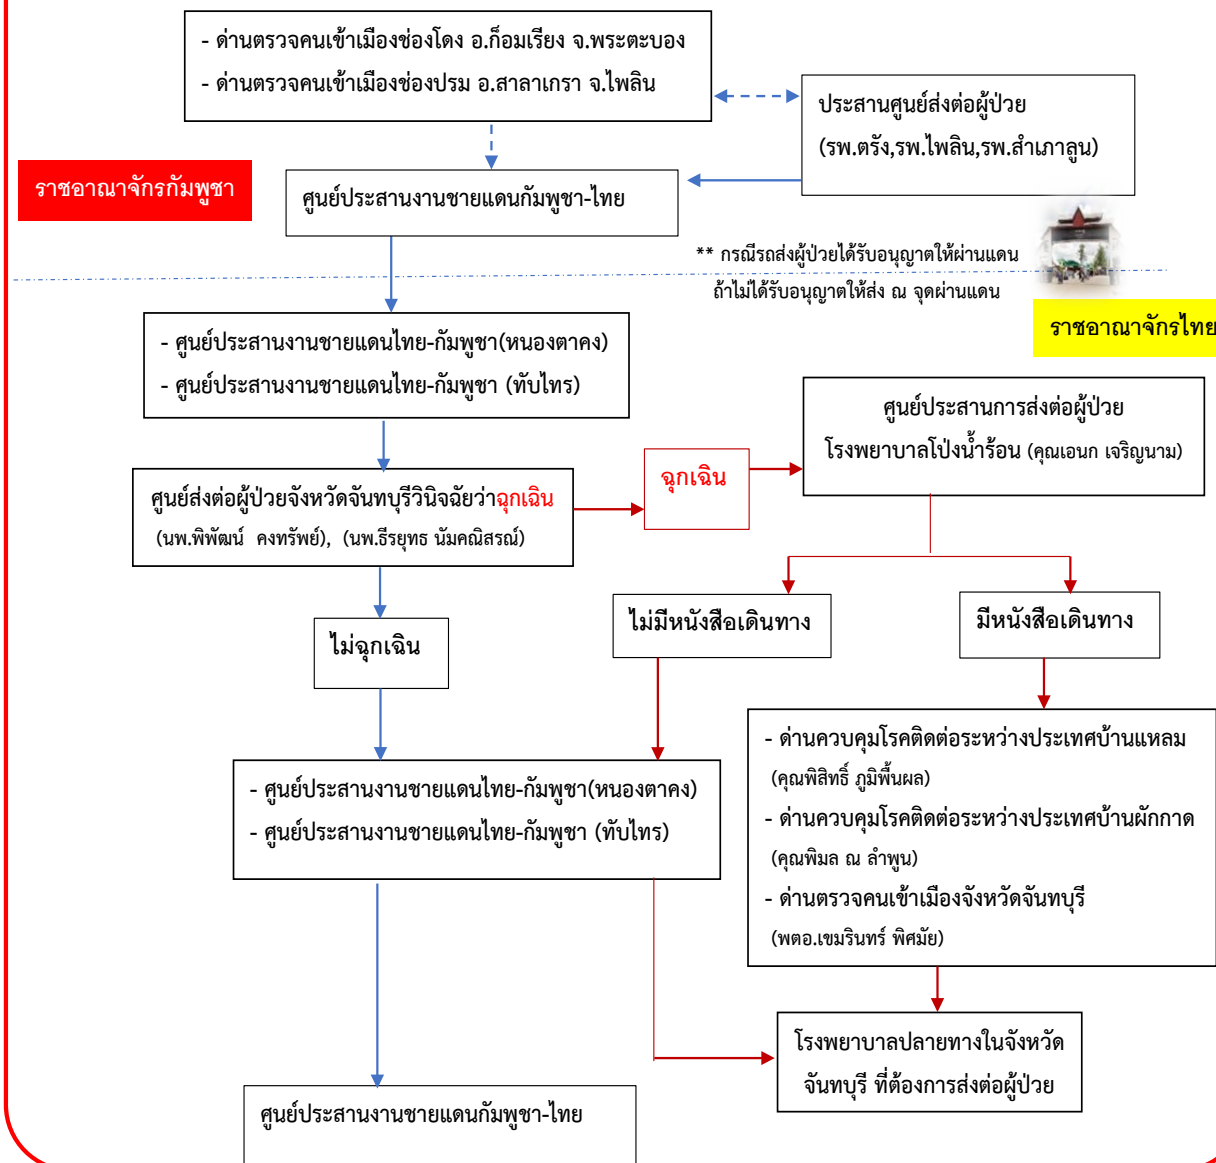 - ด่านตรวจคนเข้าเมืองช่องโดง อ.ก็อมเรียง จ.พระตะบอง
- ด่านตรวจคนเข้าเมืองช่องปรม อ.สาลาเกรา จ.ไพลิน
ประสานศูนย์ส่งต่อผู้ป่วย
(รพ.ตรัง,รพ.ไพลิน,รพ.สำเภาลูน)
ราชอาณาจักรกัมพูชา
ศูนย์ประสานงานชายแดนกัมพูชา-ไทย
** กรณีรถส่งผู้ป่วยได้รับอนุญาตให้ผ่านแดน
ถ้าไม่ได้รับอนุญาตให้ส่ง ณ จุดผ่านแดน
ราชอาณาจักรไทย
- ศูนย์ประสานงานชายแดนไทย-กัมพูชา(หนองตาคง)
- ศูนย์ประสานงานชายแดนไทย-กัมพูชา (ทับไทร)
ศูนย์ประสานการส่งต่อผู้ป่วย
โรงพยาบาลโป่งน้ำร้อน (คุณเอนก เจริญนาม)
ฉุกเฉิน
ศูนย์ส่งต่อผู้ป่วยจังหวัดจันทบุรีวินิจฉัยว่าฉุกเฉิน
(นพ.พิพัฒน์ คงทรัพย์), (นพ.ธีรยุทธ นัมคณิสรณ์)
ไม่มีหนังสือเดินทาง
มีหนังสือเดินทาง
ไม่ฉุกเฉิน
- ด่านควบคุมโรคติดต่อระหว่างประเทศบ้านแหลม
(คุณพิสิทธิ์ ภูมิพื้นผล)
- ด่านควบคุมโรคติดต่อระหว่างประเทศบ้านผักกาด
(คุณพิมล ณ ลำพูน)
- ด่านตรวจคนเข้าเมืองจังหวัดจันทบุรี
(พตอ.เขมรินทร์ พิศมัย)
- ศูนย์ประสานงานชายแดนไทย-กัมพูชา(หนองตาคง)
- ศูนย์ประสานงานชายแดนไทย-กัมพูชา (ทับไทร)
โรงพยาบาลปลายทางในจังหวัด
จันทบุรี ที่ต้องการส่งต่อผู้ป่วย
ศูนย์ประสานงานชายแดนกัมพูชา-ไทย